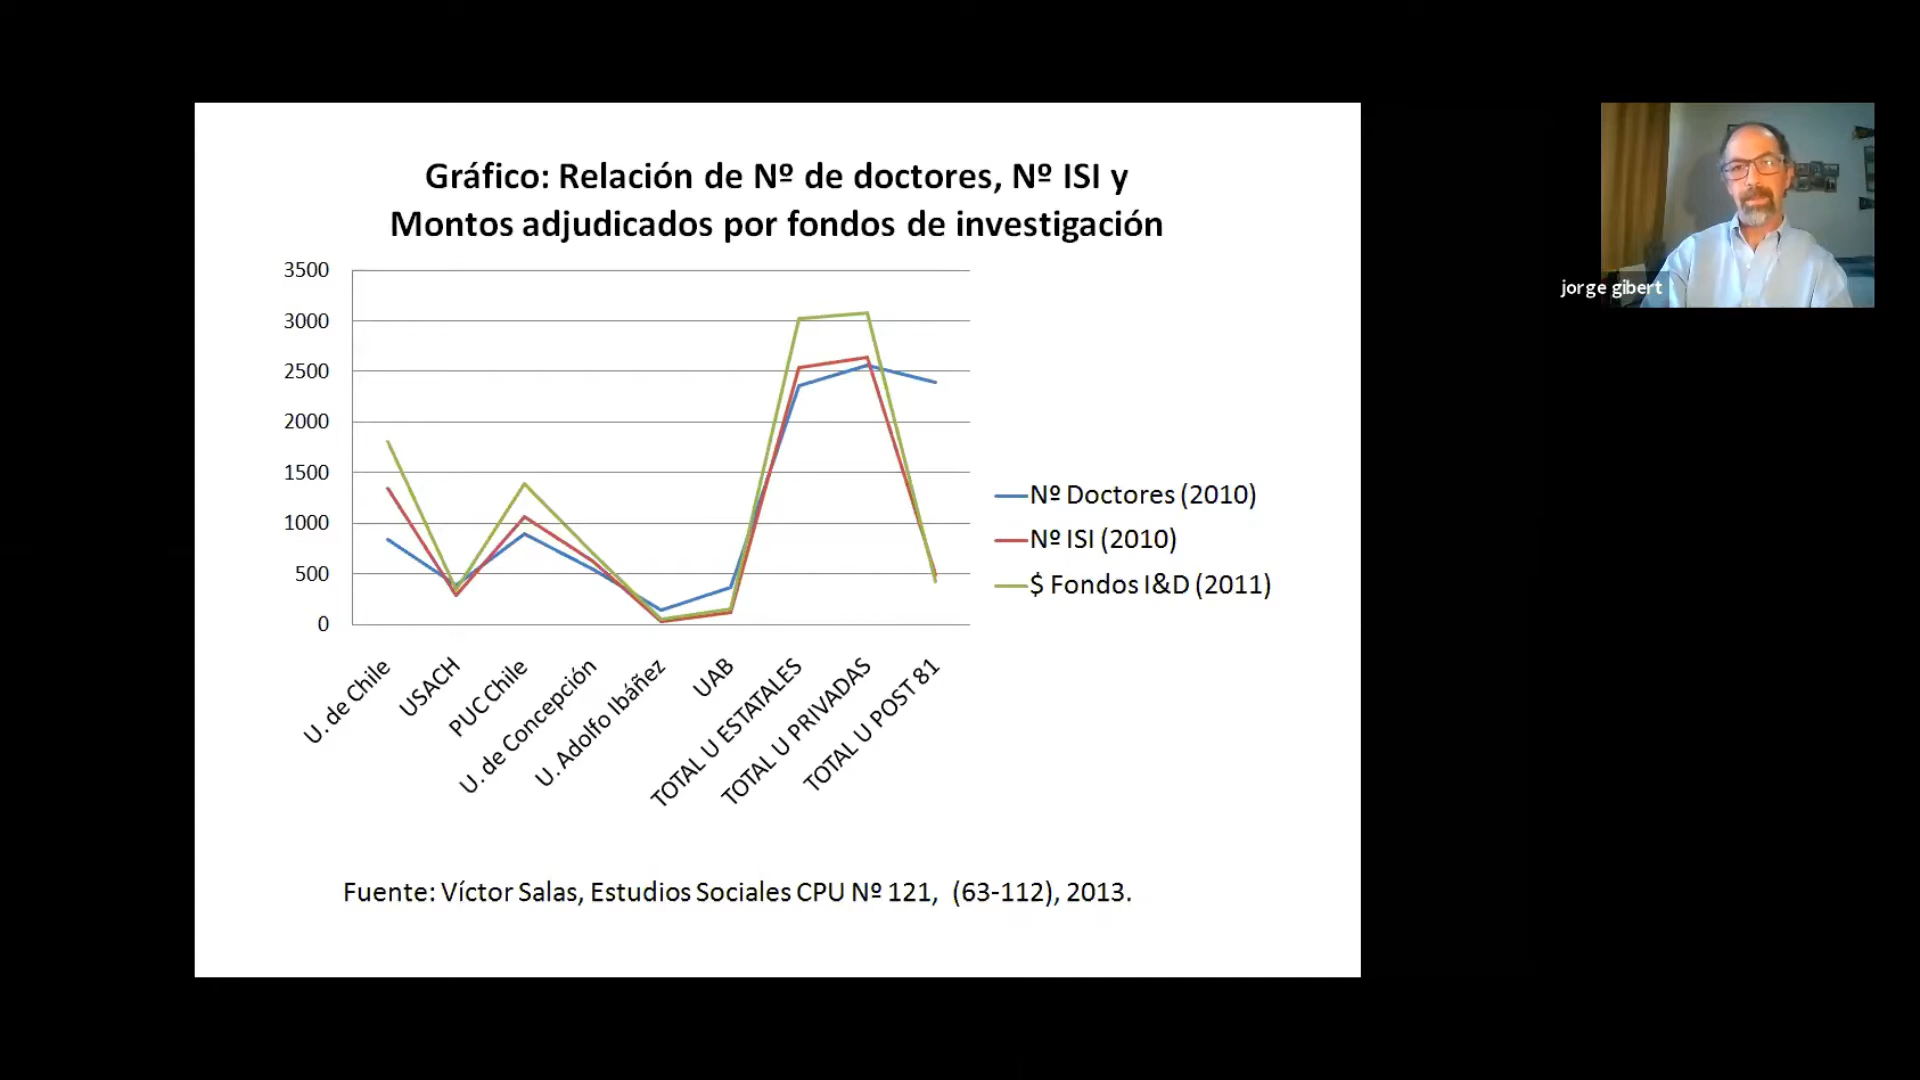 Gráfico: Relación de Nº de doctores, Nº ISI y
Montos adjudicados por fondos de investigación
3500
3000
2500
2000
1500
1000
500
0
U. de Chile
USACH
PUC Chile
U. de Concepción
U. Adolfo Ibáñez
UAB
TOTAL U ESTATALES
TOTAL U PRIVADAS
TOTAL U POST 81
Nº Doctores (2010)
Nº ISI (2010)
$ Fondos I&D (2011)
Fuente: Víctor Salas, Estudios Sociales CPU Nº 121, (63-112), 2013.
jorge gibert